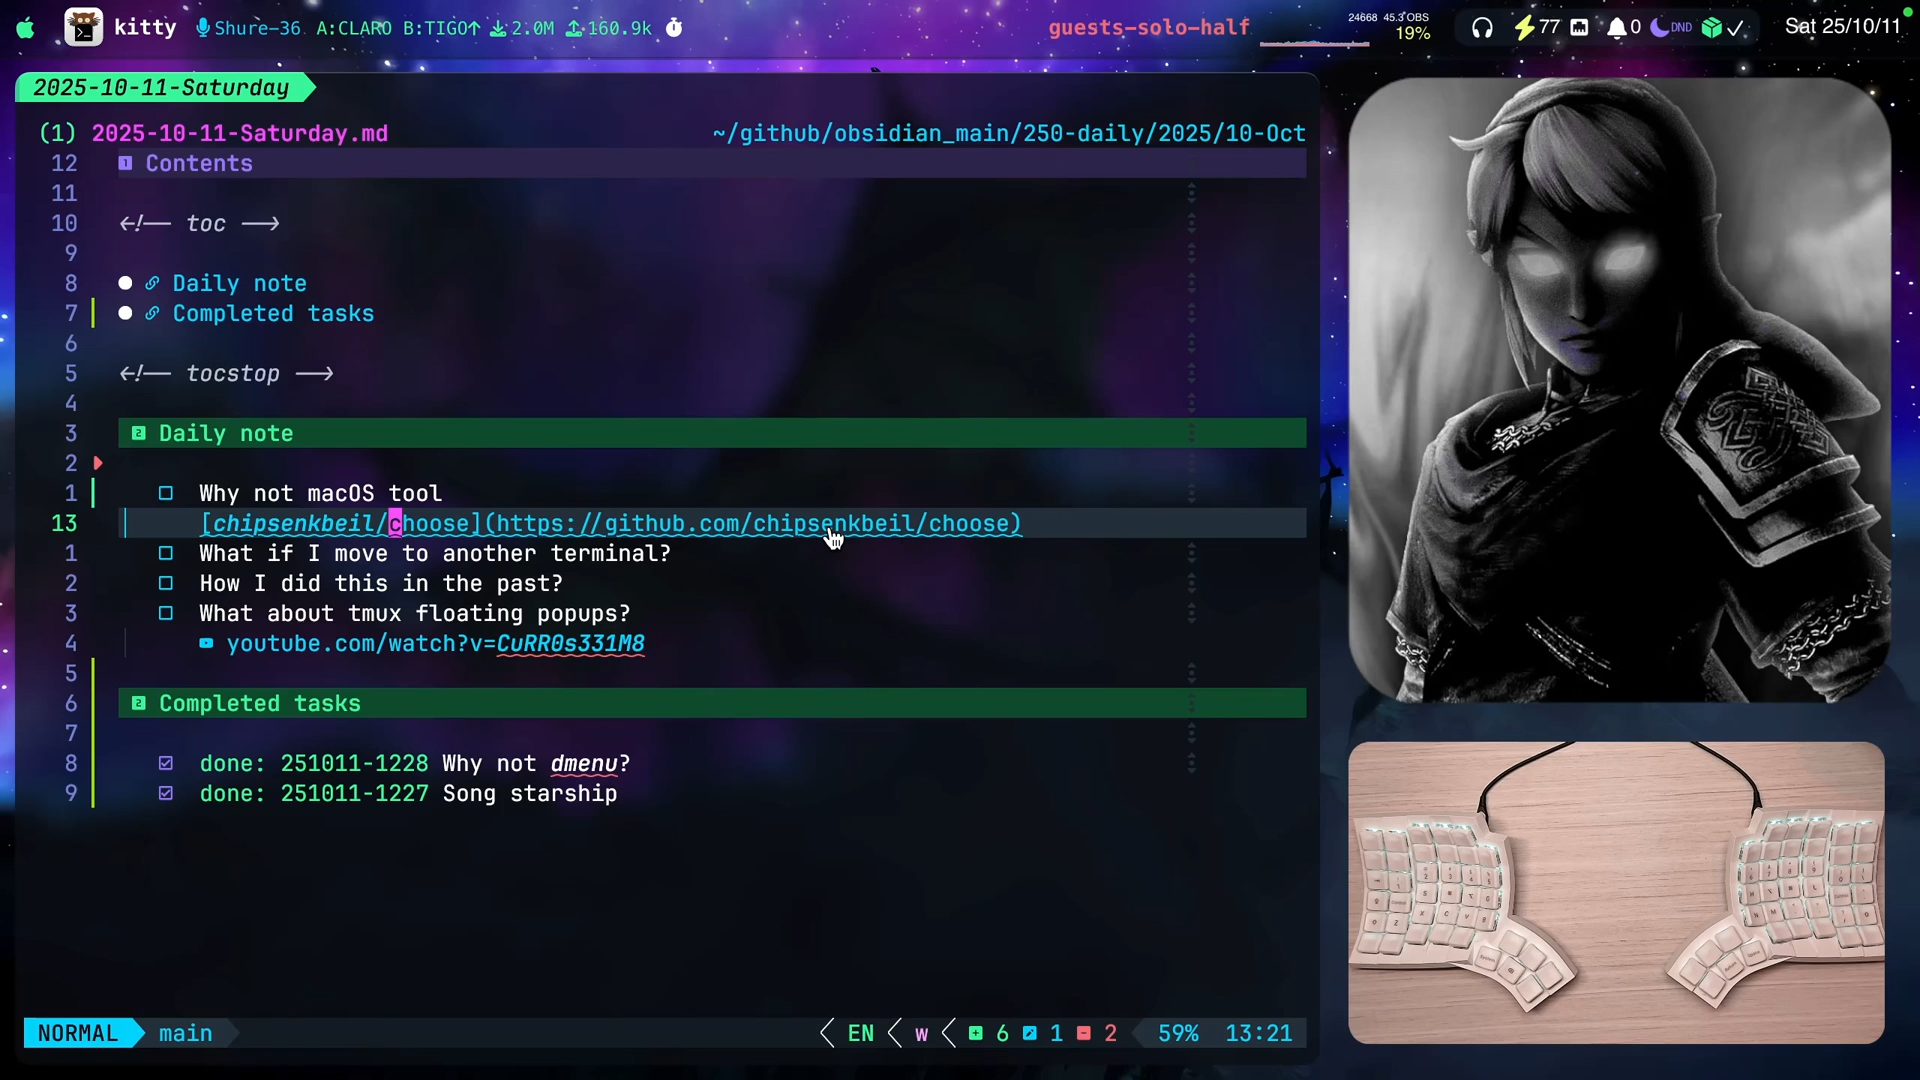 kitty Shure-36 A:CLARO B:TIGO↑ 2.0M 160.9k guests-solo-half 24668 45.3 OBS 19% 77 0 DND Sat 25/10/11
2025-10-11-Saturday
(1) 2025-10-11-Saturday.md ~/github/obsidian_main/250-daily/2025/10-Oct
12 1 Contents
11
10 <!-- toc -->
9
8 Daily note
7 Completed tasks
6
5 <!-- tocstop -->
4
3 2 Daily note
2
1 Why not macOS tool
13 [chipsenkbeil/choose](https://github.com/chipsenkbeil/choose)
1 What if I move to another terminal?
2 How I did this in the past?
3 What about tmux floating popups?
4 youtube.com/watch?v=CuRR0s331M8
5
6 2 Completed tasks
7
8 done: 251011-1228 Why not dmenu?
9 done: 251011-1227 Song starship
NORMAL main EN w 6 1 2 59% 13:21